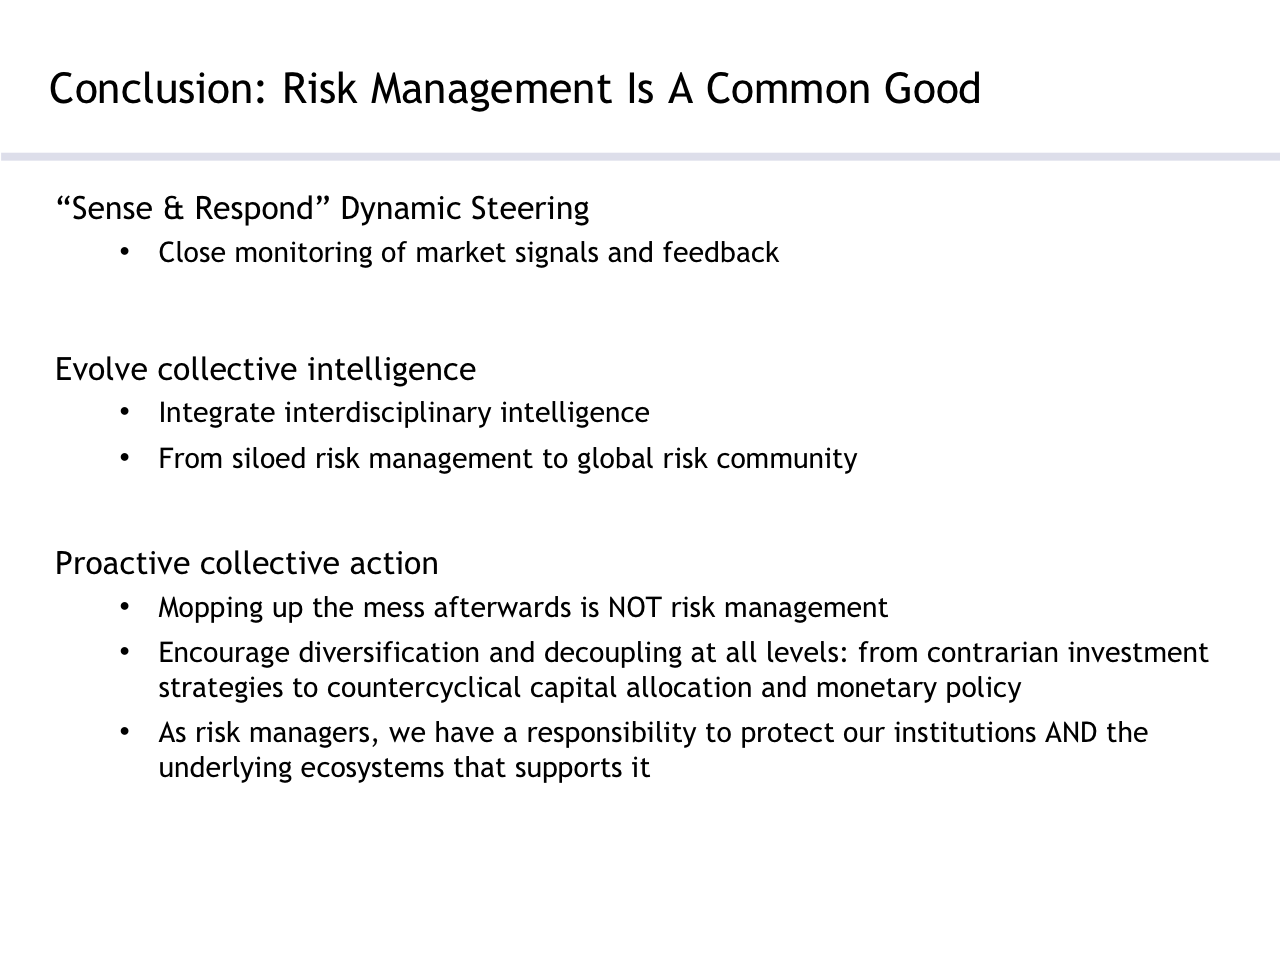 Conclusion: Risk Management Is A Common Good
“Sense & Respond” Dynamic Steering
• Close monitoring of market signals and feedback
Evolve collective intelligence
• Integrate interdisciplinary intelligence
• From siloed risk management to global risk community
Proactive collective action
• Mopping up the mess afterwards is NOT risk management
• Encourage diversification and decoupling at all levels: from contrarian investment
strategies to countercyclical capital allocation and monetary policy
• As risk managers, we have a responsibility to protect our institutions AND the
underlying ecosystems that supports it